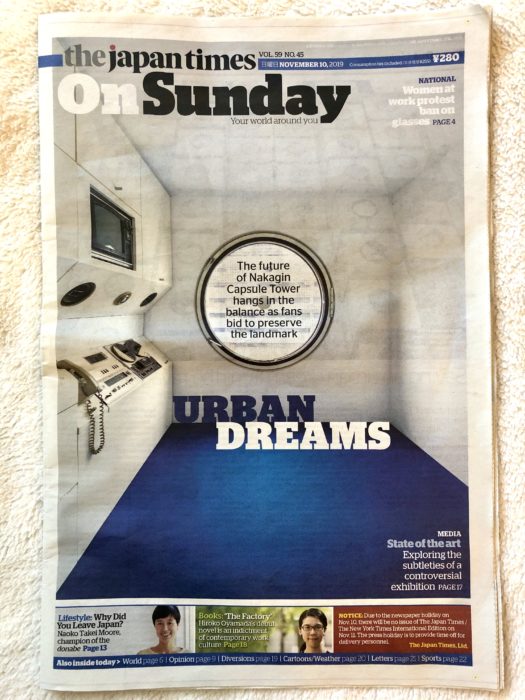 the japan times
VOL. 59 NO. 45
日曜日 NOVEMBER 10, 2019
¥280
On Sunday
Your world around you
NATIONAL
Women at
work protest
ban on
glasses PAGE 4
The future
of Nakagin
Capsule Tower
hangs in the
balance as fans
bid to preserve
the landmark
URBAN
DREAMS
MEDIA
State of the art
Exploring the
subtleties of a
controversial
exhibition PAGE 17
Lifestyle: Why Did
You Leave Japan?
Naoko Takei Moore,
champion of the
donabe Page 13
Books: 'The Factory'
Hiroko Oyamada's debut
novel is an indictment
of contemporary work
culture Page 18
NOTICE: Due to the newspaper holiday on
Nov. 10, there will be no issue of The Japan Times /
The New York Times International Edition on
Nov. 11. The press holiday is to provide time off for
delivery personnel.
The Japan Times, Ltd.
Also inside today > World page 6 | Opinion page 9 | Diversions page 19 | Cartoons/Weather page 20 | Letters page 21 | Sports page 22